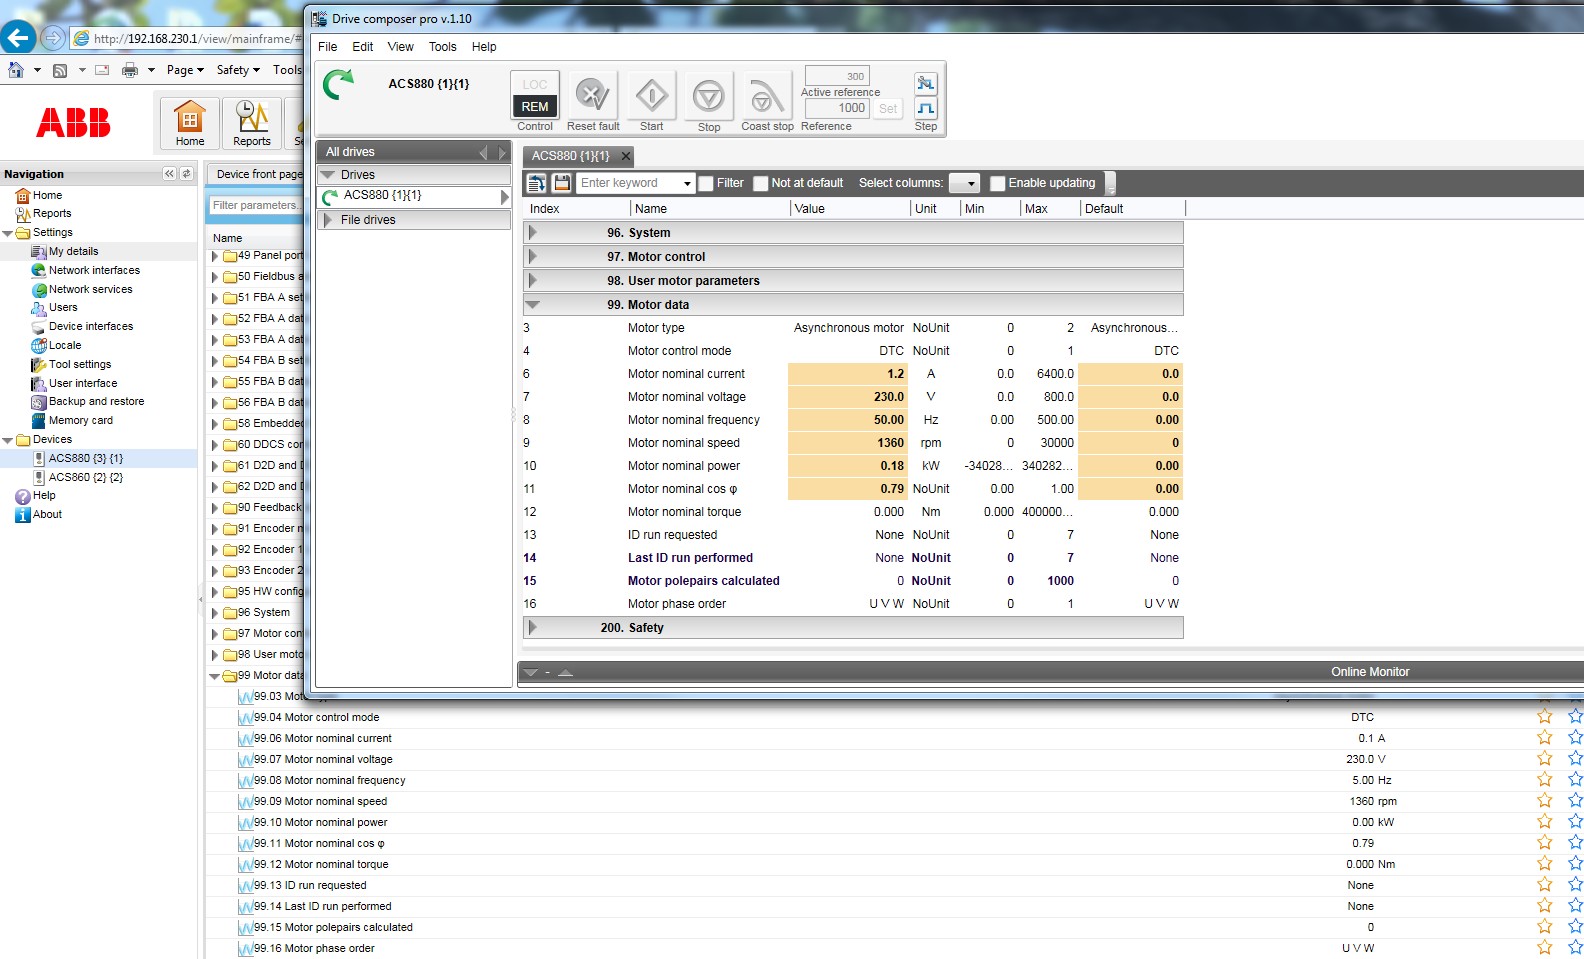 Drive composer pro v.1.10
http://192.168.230.1/view/mainframe/#
File Edit View Tools Help
Page Safety Tools
ABB
Home Reports
ACS880 {1}{1}
LOC
REM
Control
Reset fault
Start
Stop
Coast stop
300
Active reference
1000 Set
Reference
Step
Navigation
Home
Reports
Settings
My details
Network interfaces
Network services
Users
Device interfaces
Locale
Tool settings
User interface
Backup and restore
Memory card
Devices
ACS880 {3} {1}
ACS860 {2} {2}
Help
About
Device front page
Filter parameters...
Name
49 Panel port
50 Fieldbus a
51 FBA A set
52 FBA A dat
53 FBA A dat
54 FBA B set
55 FBA B dat
56 FBA B dat
58 Embedded
60 DDCS cor
61 D2D and D
62 D2D and D
90 Feedback
91 Encoder m
92 Encoder 1
93 Encoder 2
95 HW config
96 System
97 Motor con
98 User moto
99 Motor data
All drives
Drives
ACS880 {1}{1}
File drives
ACS880 {1}{1} ×
Enter keyword Filter Not at default Select columns: Enable updating
Index Name Value Unit Min Max Default
96. System
97. Motor control
98. User motor parameters
99. Motor data
3 Motor type Asynchronous motor NoUnit 0 2 Asynchronous...
4 Motor control mode DTC NoUnit 0 1 DTC
6 Motor nominal current 1.2 A 0.0 6400.0 0.0
7 Motor nominal voltage 230.0 V 0.0 800.0 0.0
8 Motor nominal frequency 50.00 Hz 0.00 500.00 0.00
9 Motor nominal speed 1360 rpm 0 30000 0
10 Motor nominal power 0.18 kW -34028... 340282... 0.00
11 Motor nominal cos φ 0.79 NoUnit 0.00 1.00 0.00
12 Motor nominal torque 0.000 Nm 0.000 400000... 0.000
13 ID run requested None NoUnit 0 7 None
14 Last ID run performed None NoUnit 0 7 None
15 Motor polepairs calculated 0 NoUnit 0 1000 0
16 Motor phase order U V W NoUnit 0 1 U V W
200. Safety
Online Monitor
99.03 Mot
99.04 Motor control mode DTC
99.06 Motor nominal current 0.1 A
99.07 Motor nominal voltage 230.0 V
99.08 Motor nominal frequency 5.00 Hz
99.09 Motor nominal speed 1360 rpm
99.10 Motor nominal power 0.00 kW
99.11 Motor nominal cos φ 0.79
99.12 Motor nominal torque 0.000 Nm
99.13 ID run requested None
99.14 Last ID run performed None
99.15 Motor polepairs calculated 0
99.16 Motor phase order U V W